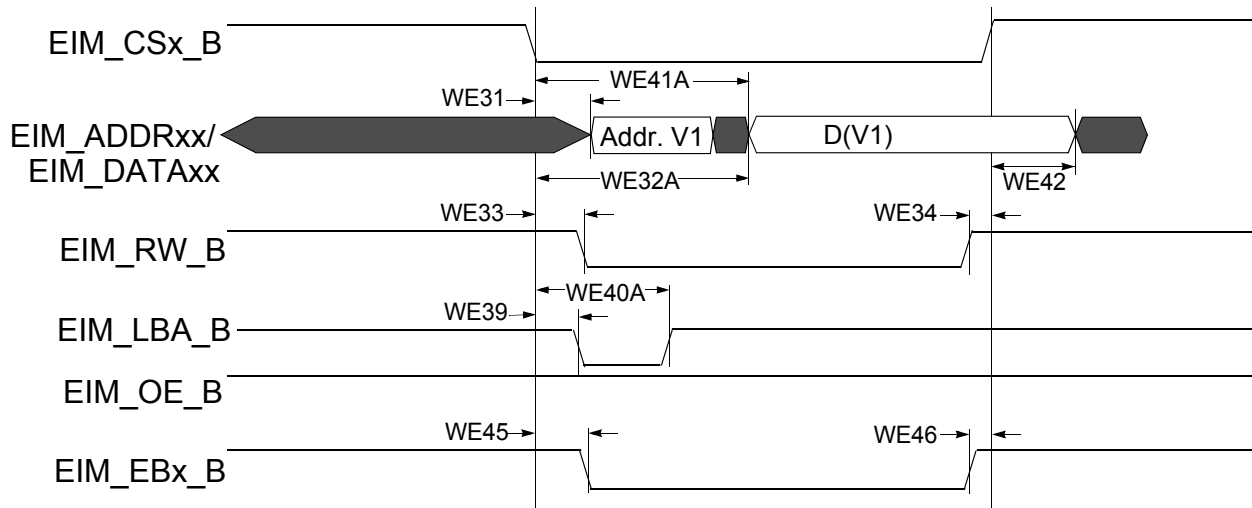 EIM_CSx_B
WE41A
WE31
EIM_ADDRxx/
EIM_DATAxx
Addr. V1
D(V1)
WE32A
WE42
WE33
WE34
EIM_RW_B
WE40A
WE39
EIM_LBA_B
EIM_OE_B
WE45
WE46
EIM_EBx_B